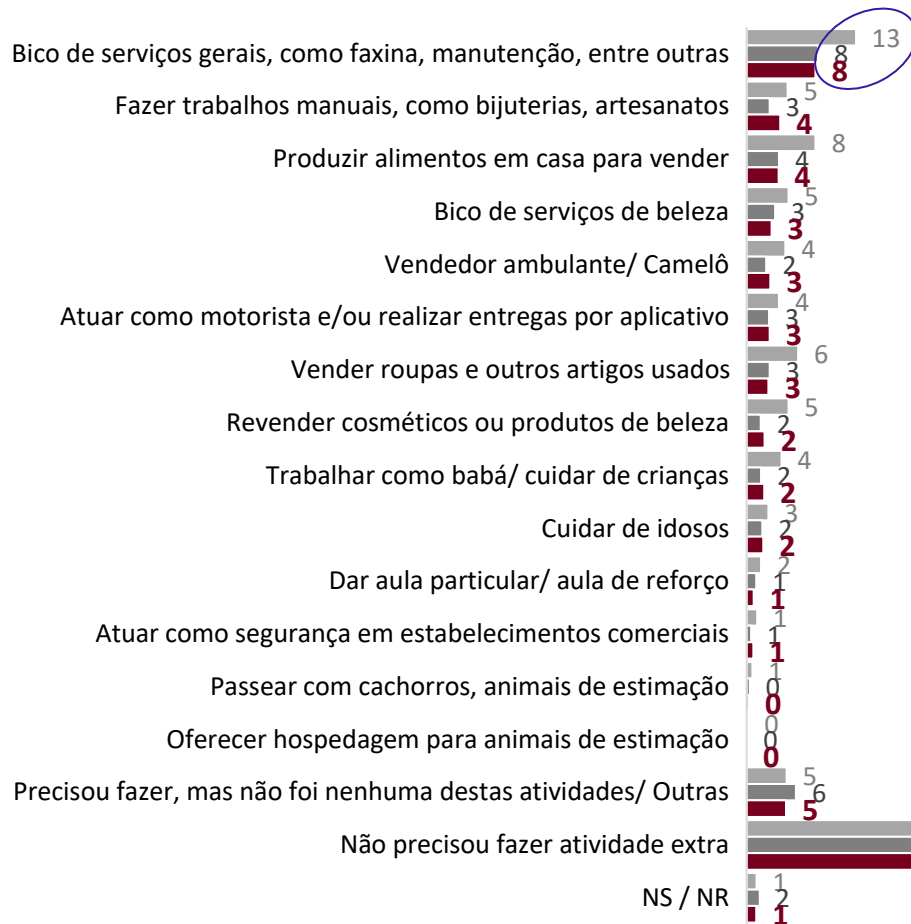 Bico de serviços gerais, como faxina, manutenção, entre outras
13
8
8
Fazer trabalhos manuais, como bijuterias, artesanatos
5
3
4
Produzir alimentos em casa para vender
8
4
4
Bico de serviços de beleza
5
3
3
Vendedor ambulante/ Camelô
4
2
3
Atuar como motorista e/ou realizar entregas por aplicativo
4
3
3
Vender roupas e outros artigos usados
6
3
3
Revender cosméticos ou produtos de beleza
5
2
2
Trabalhar como babá/ cuidar de crianças
4
2
2
Cuidar de idosos
3
2
2
Dar aula particular/ aula de reforço
2
1
1
Atuar como segurança em estabelecimentos comerciais
1
1
1
Passear com cachorros, animais de estimação
1
0
0
Oferecer hospedagem para animais de estimação
0
0
0
Precisou fazer, mas não foi nenhuma destas atividades/ Outras
5
6
5
Não precisou fazer atividade extra
NS / NR
1
2
1